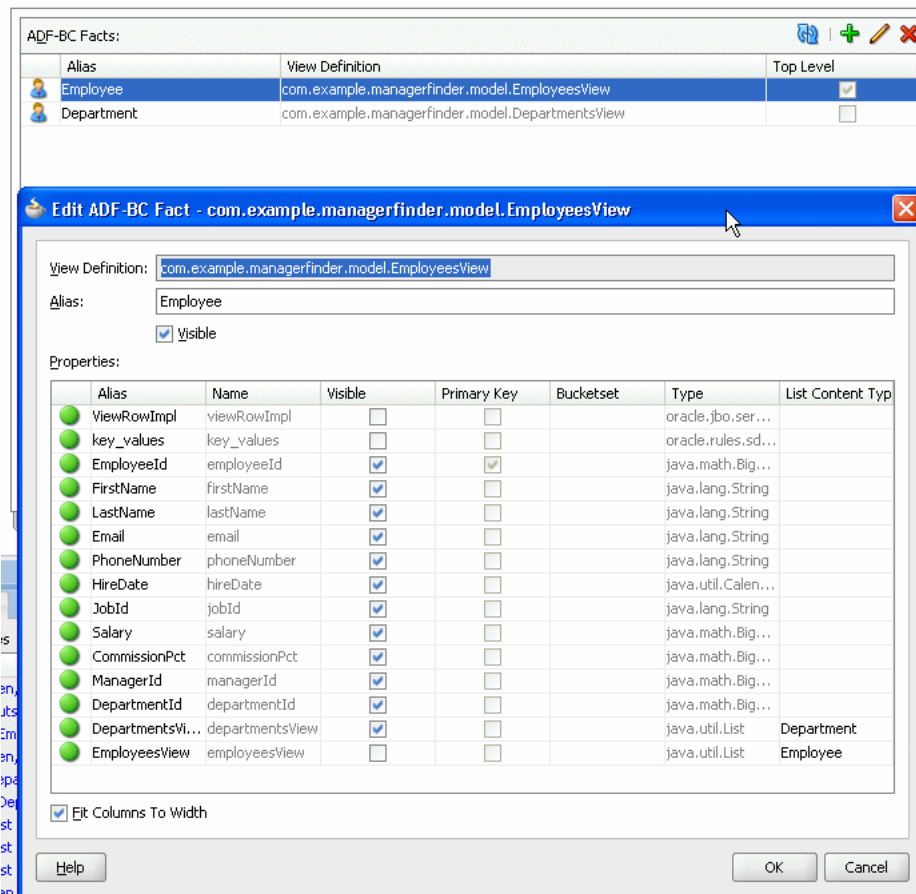 ADF-BC Facts:
Alias View Definition Top Level
Employee com.example.managerfinder.model.EmployeesView
Department com.example.managerfinder.model.DepartmentsView
Edit ADF-BC Fact - com.example.managerfinder.model.EmployeesView
View Definition: com.example.managerfinder.model.EmployeesView
Alias: Employee
Visible
Properties:
Alias Name Visible Primary Key Bucketset Type List Content Typ
ViewRowImpl viewRowImpl oracle.jbo.ser...
key_values key_values oracle.rules.sd...
EmployeeId employeeId java.math.Big...
FirstName firstName java.lang.String
LastName lastName java.lang.String
Email email java.lang.String
PhoneNumber phoneNumber java.lang.String
HireDate hireDate java.util.Calen...
JobId jobId java.lang.String
Salary salary java.math.Big...
CommissionPct commissionPct java.math.Big...
ManagerId managerId java.math.Big...
DepartmentId departmentId java.math.Big...
DepartmentsVi... departmentsView java.util.List Department
EmployeesView employeesView java.util.List Employee
Fit Columns To Width
Help OK Cancel